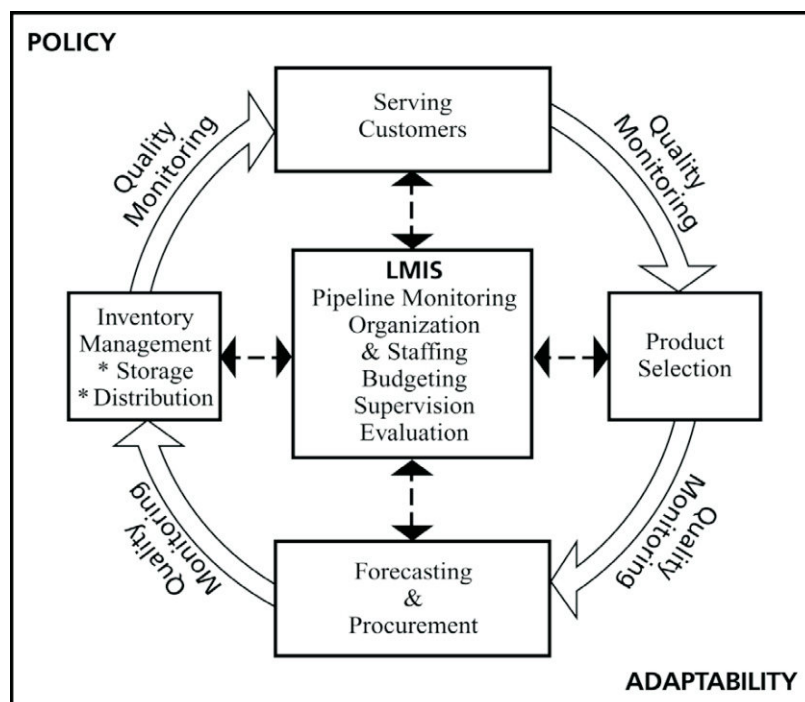 POLICY
Serving
Customers
Quality
Monitoring
Quality
Monitoring
LMIS
Pipeline Monitoring
Organization
& Staffing
Budgeting
Supervision
Evaluation
Inventory
Management
* Storage
* Distribution
Product
Selection
Quality
Monitoring
Quality
Monitoring
Forecasting
&
Procurement
ADAPTABILITY